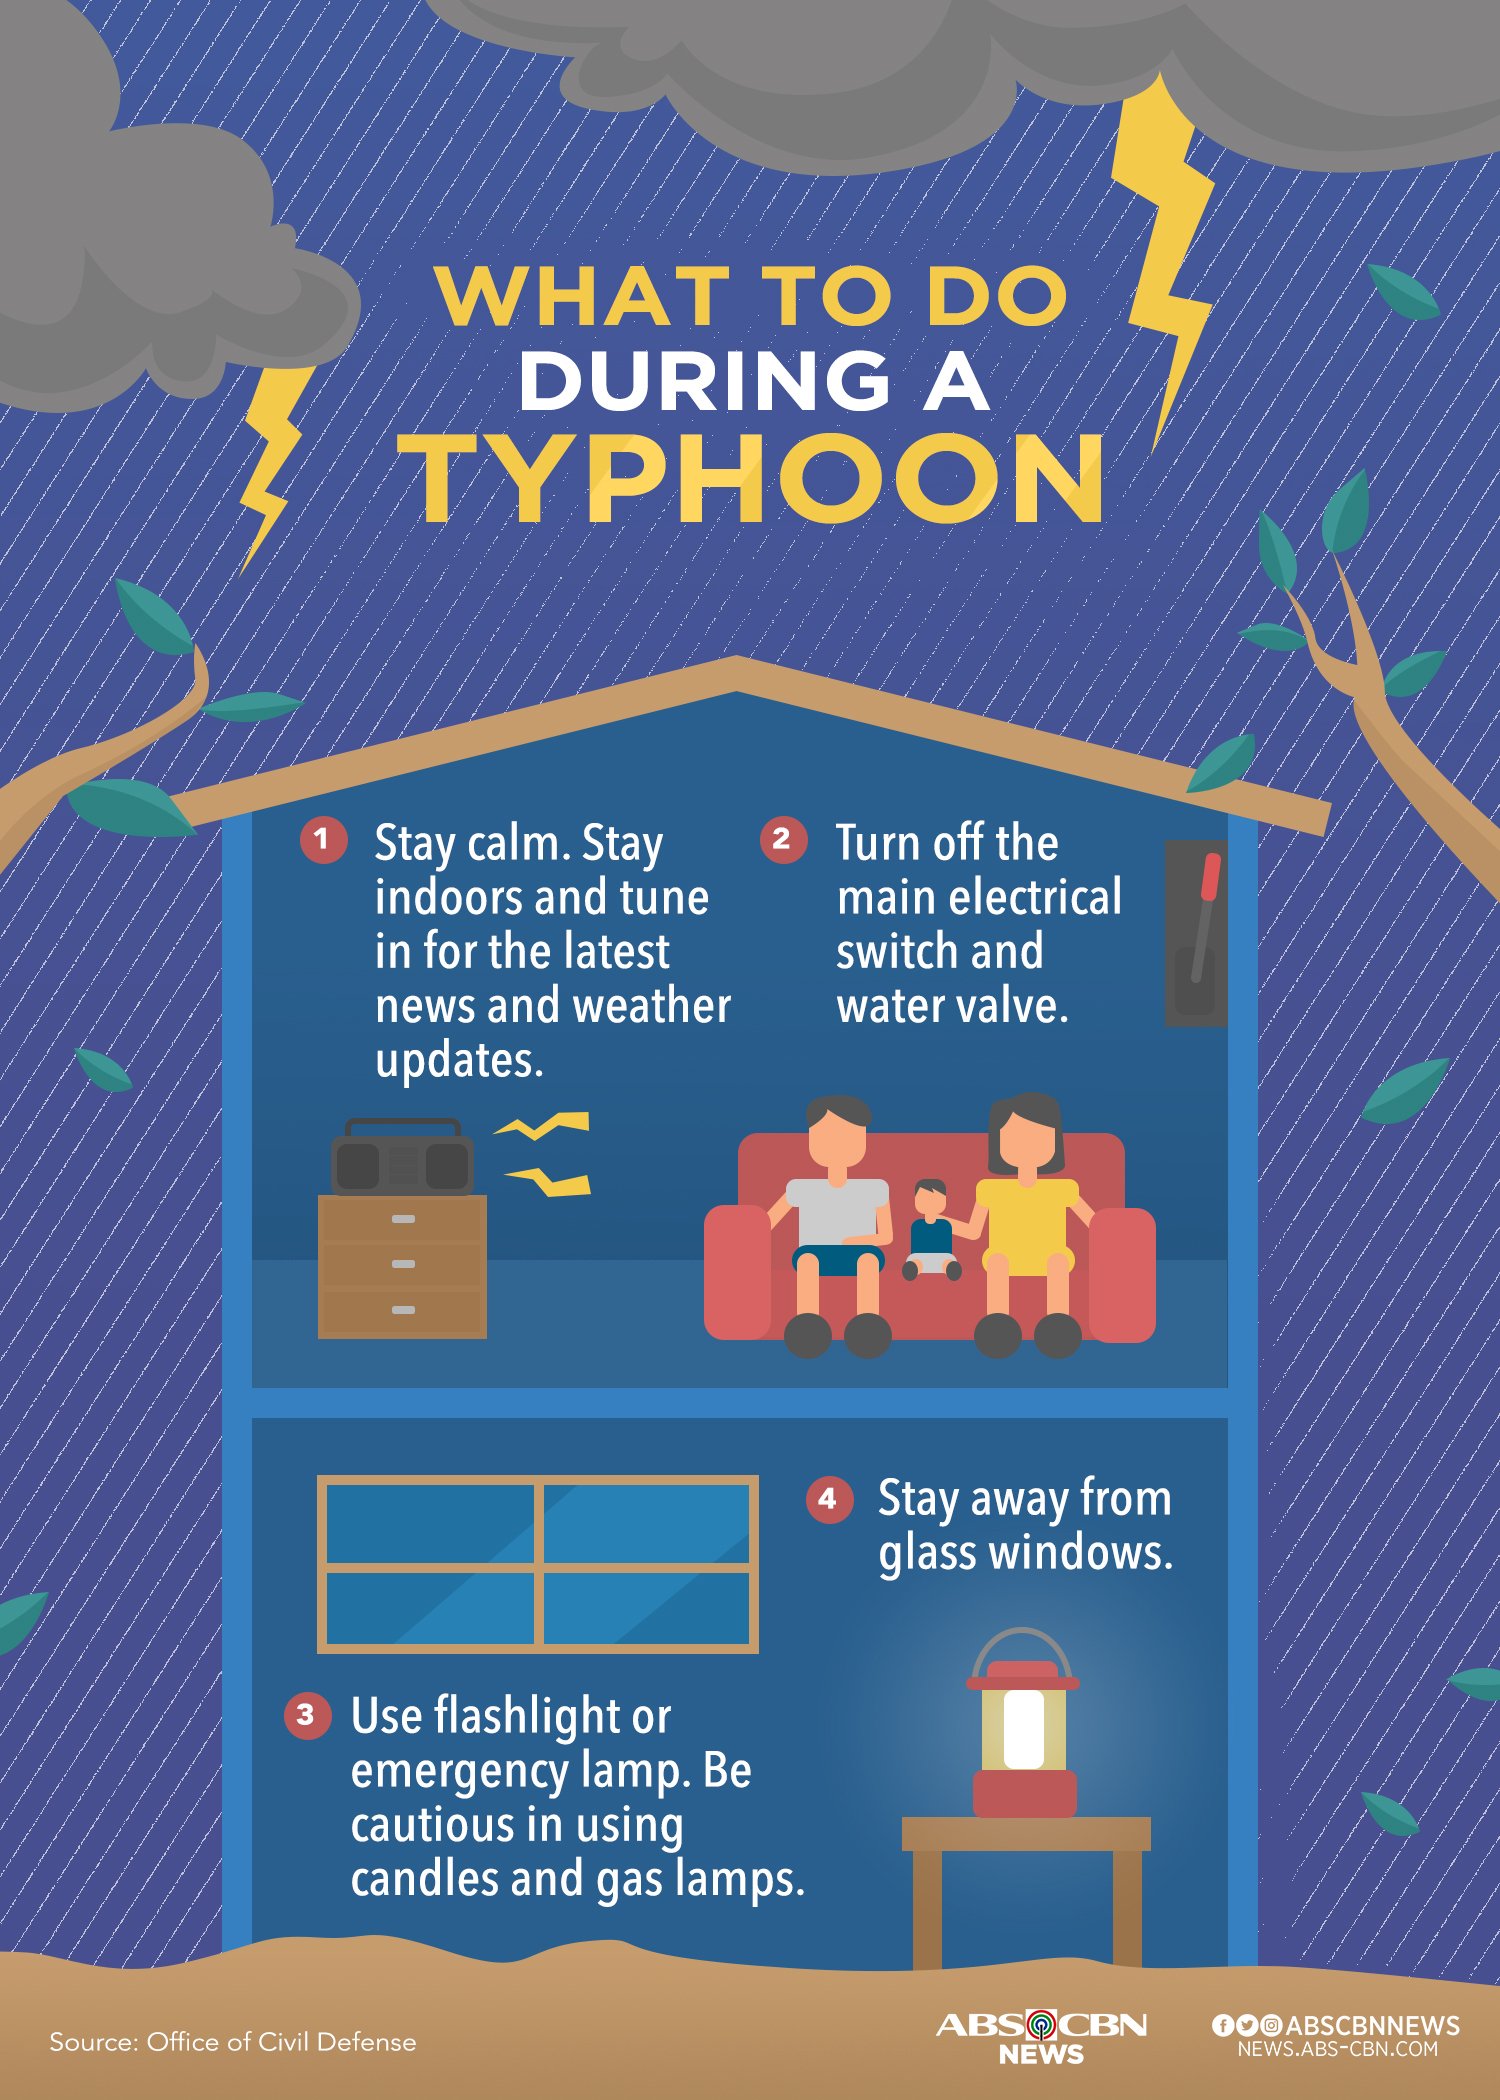 WHAT TO DO
DURING A
TYPHOON
1
Stay calm. Stay
indoors and tune
in for the latest
news and weather
updates.
2
Turn off the
main electrical
switch and
water valve.
4
Stay away from
glass windows.
3
Use flashlight or
emergency lamp. Be
cautious in using
candles and gas lamps.
Source: Office of Civil Defense
ABS CBN
NEWS
ABSCBNNEWS
NEWS.ABS-CBN.COM